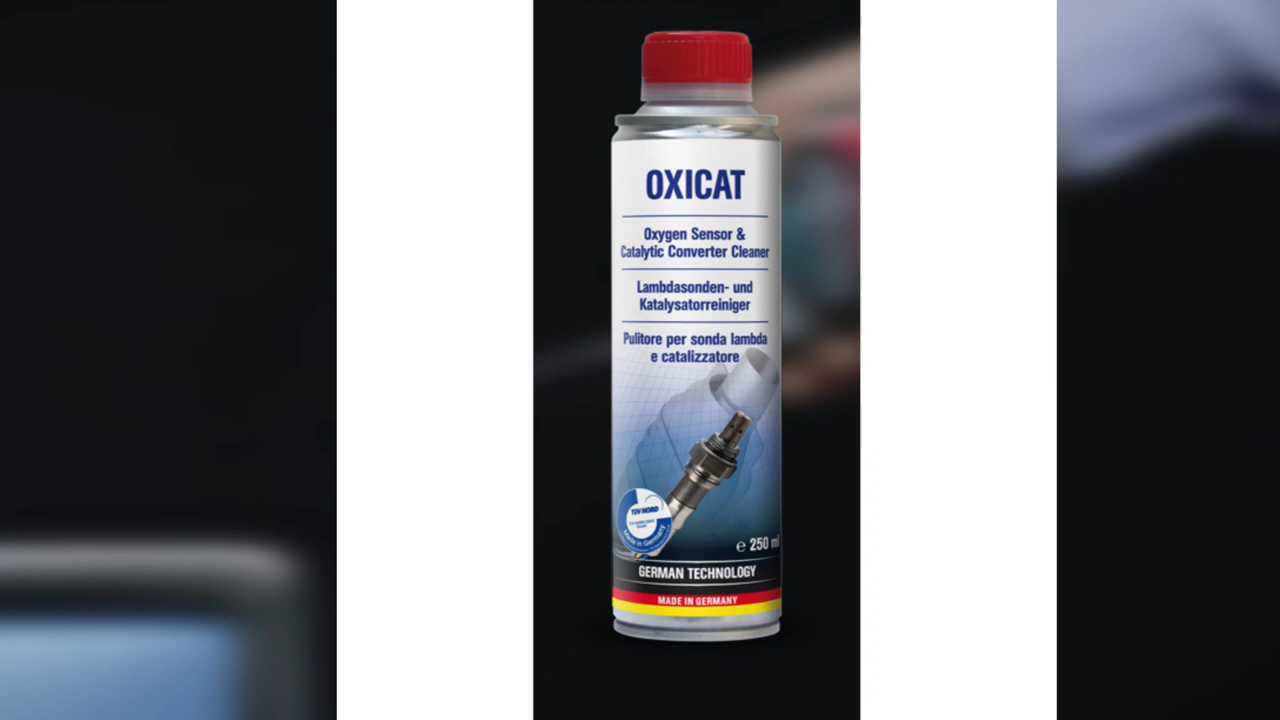 OXICAT
Oxygen Sensor &
Catalytic Converter Cleaner
Lambdasonden- und
Katalysatorreiniger
Pulitore per sonda lambda
e catalizzatore
TÜV NORD
Made in Germany
e 250 ml
GERMAN TECHNOLOGY
MADE IN GERMANY